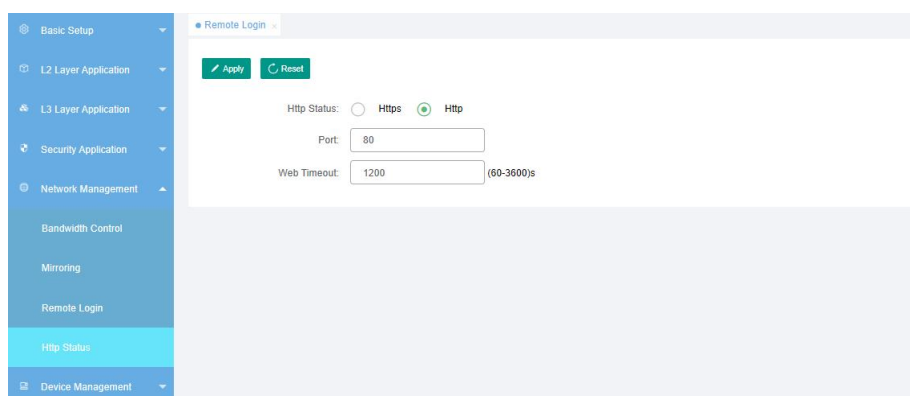 Basic Setup
L2 Layer Application
L3 Layer Application
Security Application
Network Management
Bandwidth Control
Mirroring
Remote Login
Http Status
Device Management
Remote Login ×
Apply Reset
Http Status: Https Http
Port: 80
Web Timeout: 1200 (60-3600)s